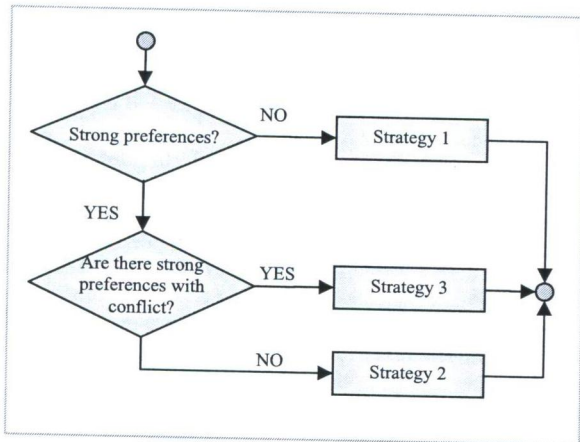 NO
Strong preferences?
Strategy 1
YES
Are there strong
preferences with
conflict?
YES
Strategy 3
NO
Strategy 2